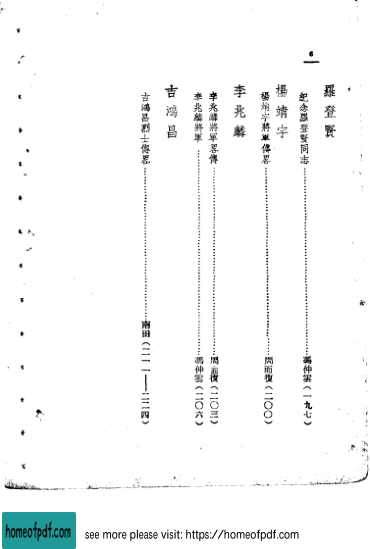 6
羅登賢
紀念羅登賢同志……馮仲雲(一九七)
楊靖宇
楊靖宇將軍傳畧……周而復(二〇〇)
李兆麟
李兆麟將軍畧傳……周而復(二〇三)
李兆麟將軍……馮仲雲(二〇六)
吉鴻昌
吉鴻昌烈士傳畧……南田(二一一——二二四)
homeofpdf.com
see more please visit: https://homeofpdf.com